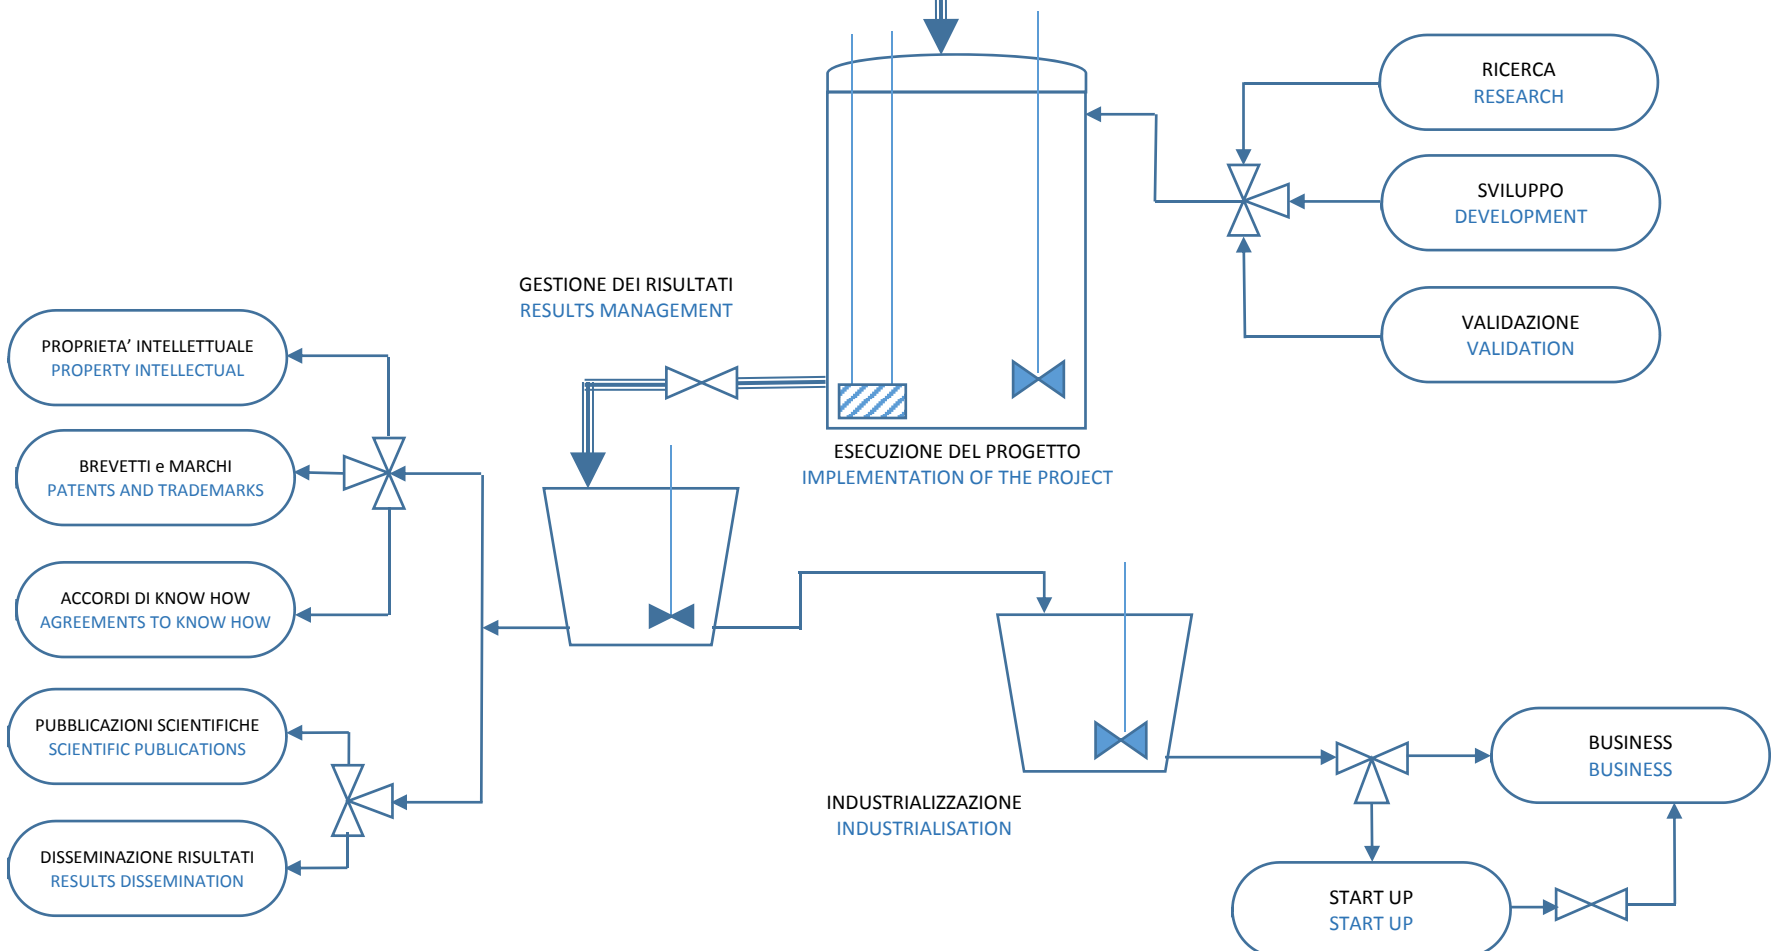 RICERCA
RESEARCH
SVILUPPO
DEVELOPMENT
VALIDAZIONE
VALIDATION
GESTIONE DEI RISULTATI
RESULTS MANAGEMENT
ESECUZIONE DEL PROGETTO
IMPLEMENTATION OF THE PROJECT
PROPRIETA’ INTELLETTUALE
PROPERTY INTELLECTUAL
BREVETTI e MARCHI
PATENTS AND TRADEMARKS
ACCORDI DI KNOW HOW
AGREEMENTS TO KNOW HOW
PUBBLICAZIONI SCIENTIFICHE
SCIENTIFIC PUBLICATIONS
DISSEMINAZIONE RISULTATI
RESULTS DISSEMINATION
INDUSTRIALIZZAZIONE
INDUSTRIALISATION
BUSINESS
BUSINESS
START UP
START UP